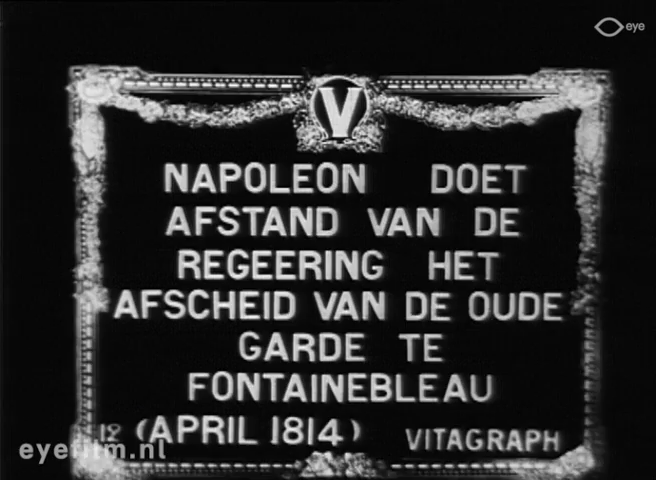 eye
V
NAPOLEON DOET
AFSTAND VAN DE
REGEERING HET
AFSCHEID VAN DE OUDE
GARDE TE
FONTAINEBLEAU
12 (APRIL 1814) VITAGRAPH
eyefilm.nl